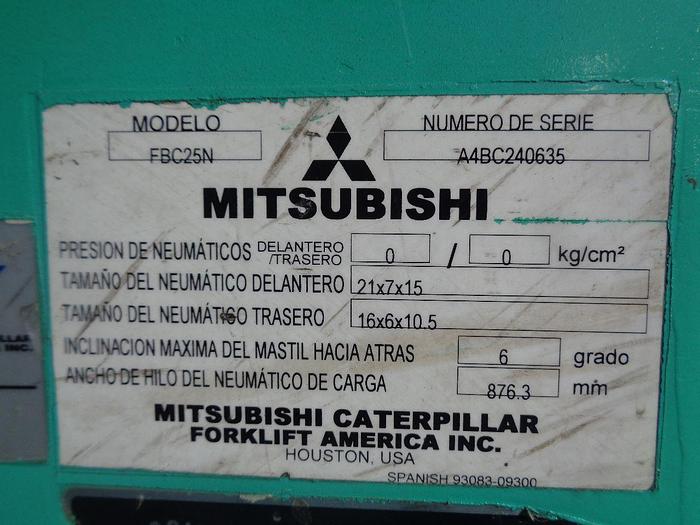 MODELO
FBC25N
NUMERO DE SERIE
A4BC240635
MITSUBISHI
PRESION DE NEUMÁTICOS DELANTERO /TRASERO 0 / 0 kg/cm²
TAMAÑO DEL NEUMÁTICO DELANTERO 21x7x15
TAMAÑO DEL NEUMÁTICO TRASERO 16x6x10.5
INCLINACION MAXIMA DEL MASTIL HACIA ATRAS 6 grado
ANCHO DE HILO DEL NEUMÁTICO DE CARGA 876.3 mm
MITSUBISHI CATERPILLAR
FORKLIFT AMERICA INC.
HOUSTON, USA
SPANISH 93083-09300
PILLAR
INC.